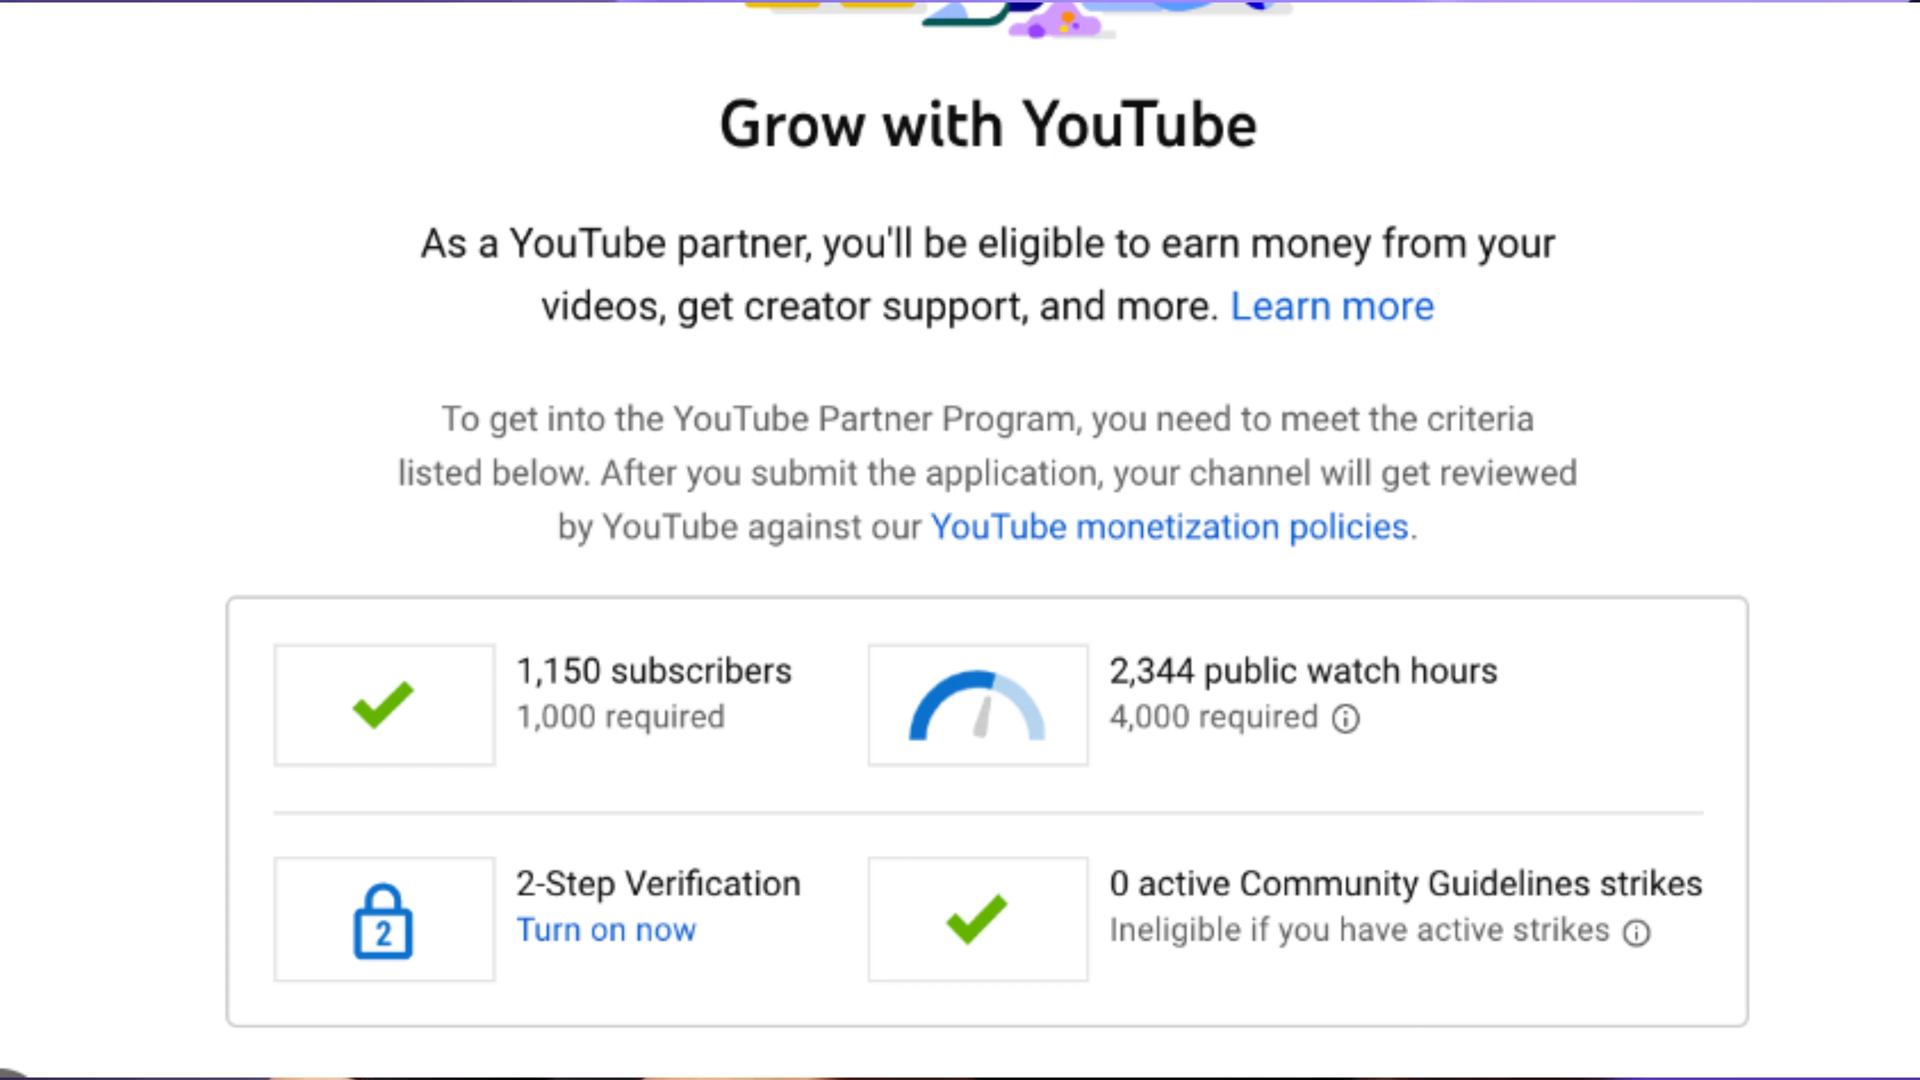 Grow with YouTube
As a YouTube partner, you'll be eligible to earn money from your
videos, get creator support, and more. Learn more
To get into the YouTube Partner Program, you need to meet the criteria
listed below. After you submit the application, your channel will get reviewed
by YouTube against our YouTube monetization policies.
1,150 subscribers
1,000 required
2,344 public watch hours
4,000 required
2-Step Verification
Turn on now
2
0 active Community Guidelines strikes
Ineligible if you have active strikes